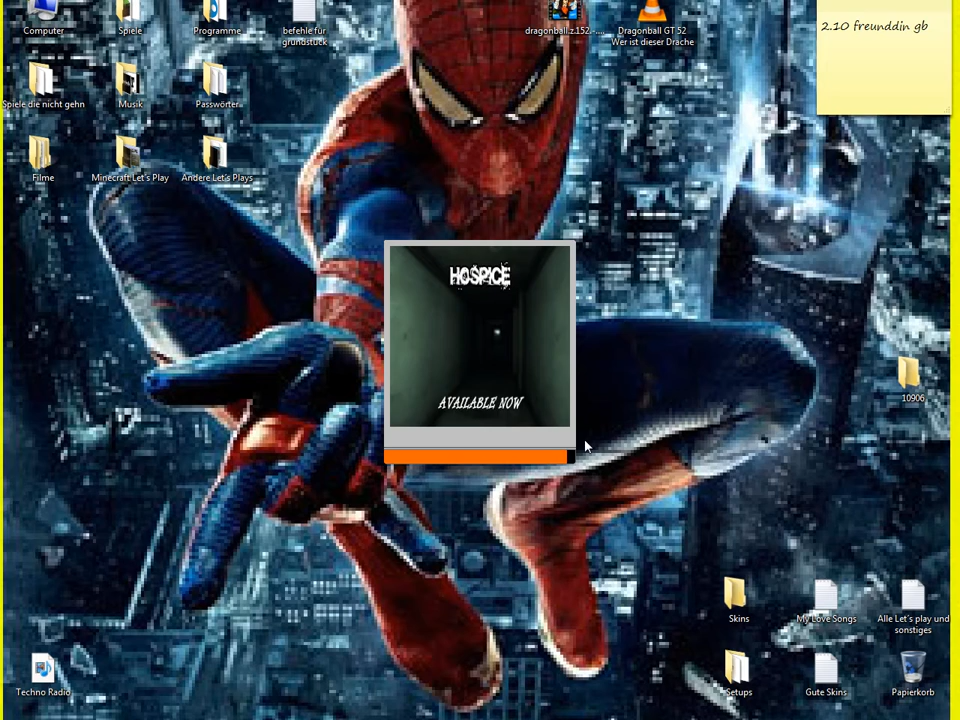 Computer
Spiele
Programme
befehle für
grundstück
dragonball.z.152.-....
Dragonball GT 52
Wer ist dieser Drache
2.10 freunddin gb
Spiele die nicht gehn
Musik
Passwörter
Filme
Minecraft Let's Play
Andere Let's Plays
HOSPICE
AVAILABLE NOW
10906
Skins
My Love Songs
Alle Let's play und
sonstiges
Techno Radio
Setups
Gute Skins
Papierkorb